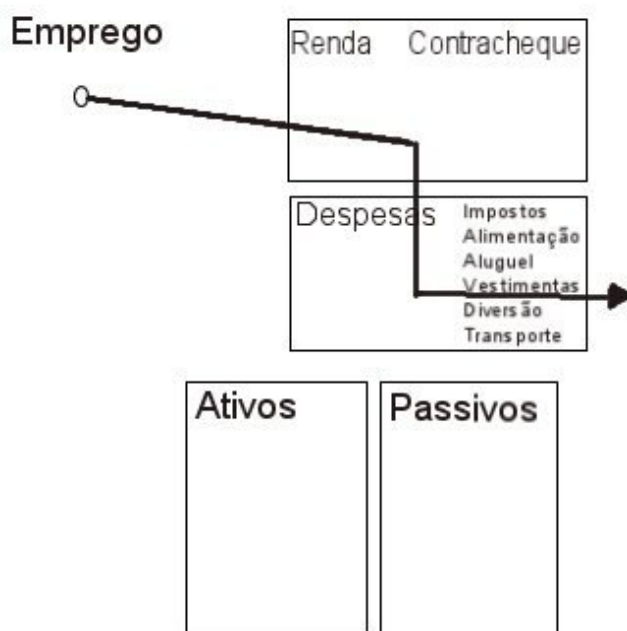 Emprego
Renda Contracheque
Despesas
Impostos
Alimentação
Aluguel
Vestimentas
Diversão
Transporte
Ativos
Passivos